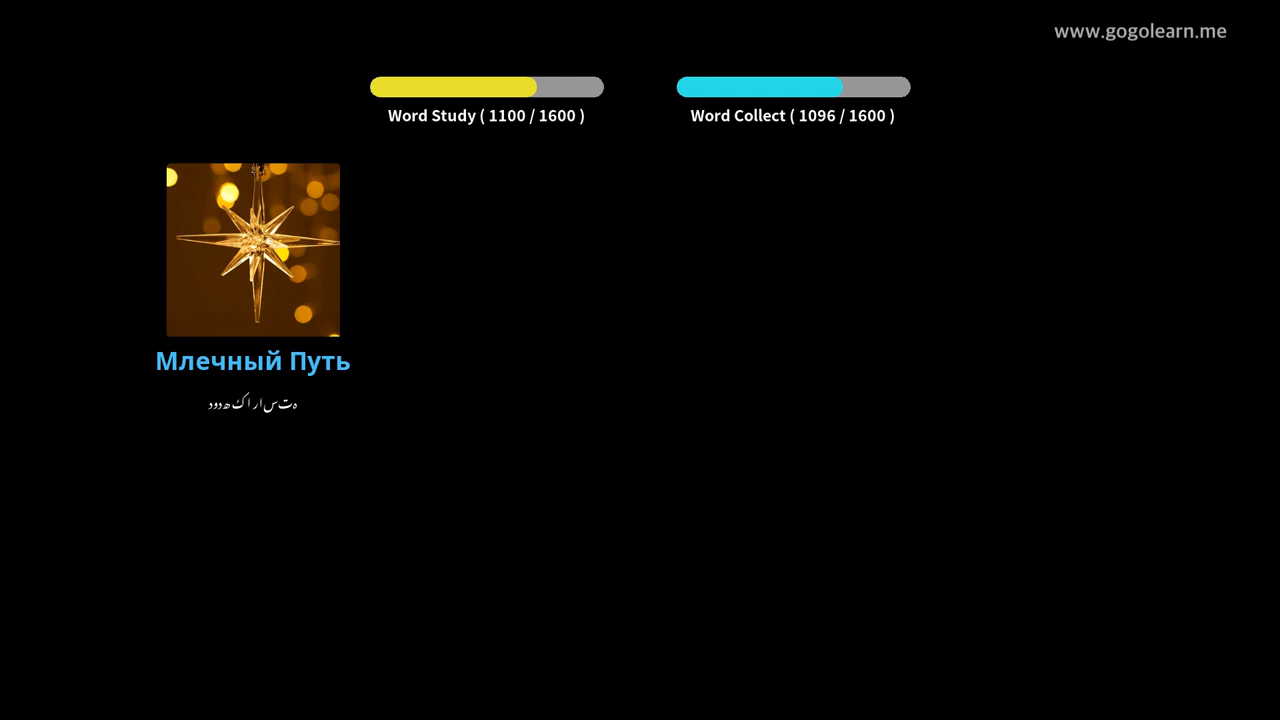 www.gogolearn.me
Word Study ( 1100 / 1600 )
Word Collect ( 1096 / 1600 )
Млечный Путь
دودھ کا راستہ